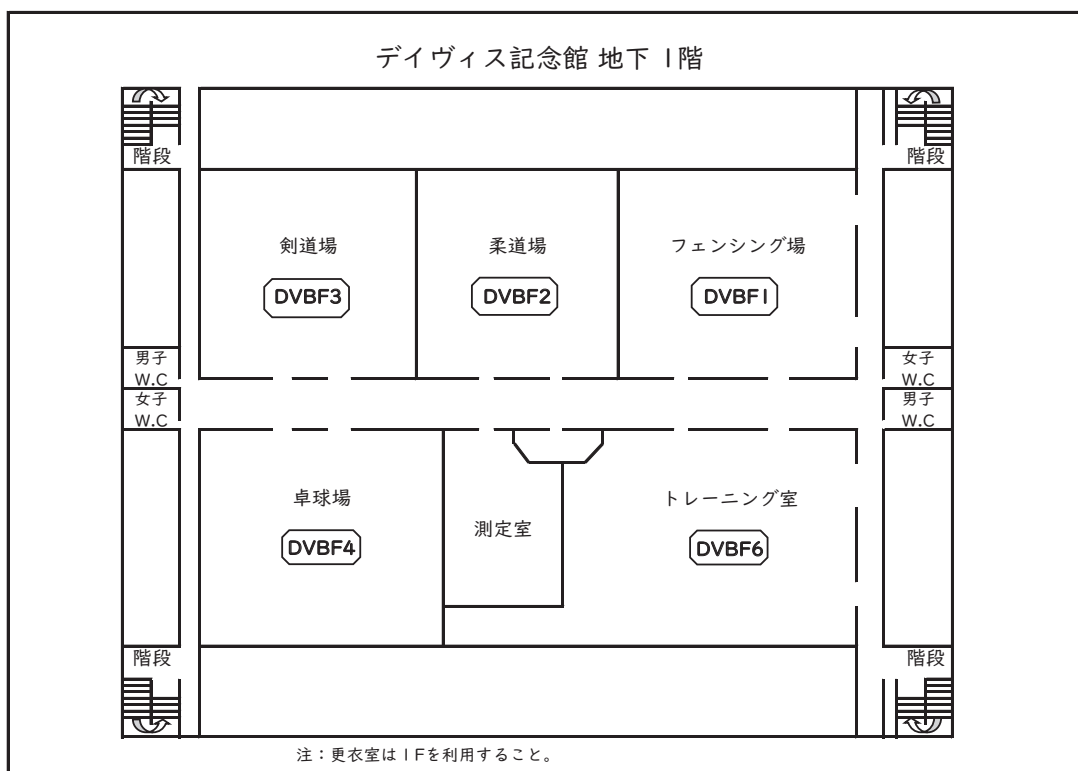 デイヴィス記念館 地下 1階
階段
階段
剣道場
柔道場
フェンシング場
DVBF3
DVBF2
DVBF1
男子
W.C
女子
W.C
女子
W.C
男子
W.C
卓球場
測定室
トレーニング室
DVBF4
DVBF6
階段
階段
注：更衣室は1Fを利用すること。